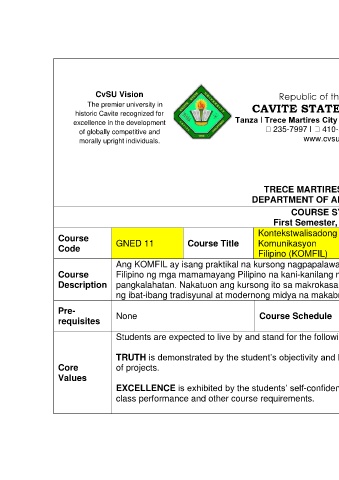 CvSU Vision
The premier university in
historic Cavite recognized for
excellence in the development
of globally competitive and
morally upright individuals.
Republic of th
CAVITE STATE
Tanza I Trece Martires City
235-7997 I 410-
www.cvsu
TRECE MARTIRES
DEPARTMENT OF A
COURSE S
First Semester,
Course
Code
GNED 11
Course Title
Kontekstwalisadong
Komunikasyon
Filipino (KOMFIL)
Course
Description
Ang KOMFIL ay isang praktikal na kursong nagpapalawa
Filipino ng mga mamamayang Pilipino na kani-kanilang
pangkalahatan. Nakatuon ang kursong ito sa makrokasa
ng ibat-ibang tradisyunal at modernong midya na makab
Pre-
requisites
None
Course Schedule
Core
Values
Students are expected to live by and stand for the followi
TRUTH is demonstrated by the student's objectivity and
of projects.
EXCELLENCE is exhibited by the students' self-confiden
class performance and other course requirements.